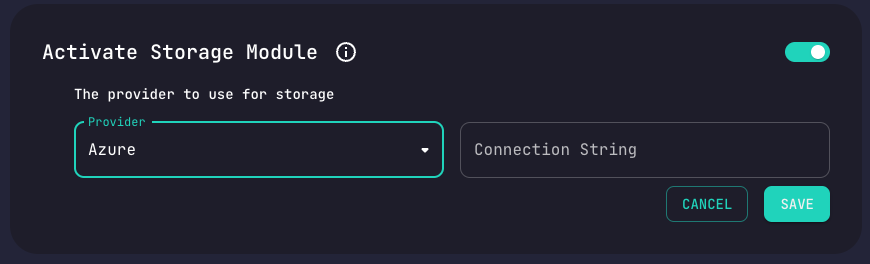 Activate Storage Module
The provider to use for storage
Provider
Azure
Connection String
CANCEL
SAVE